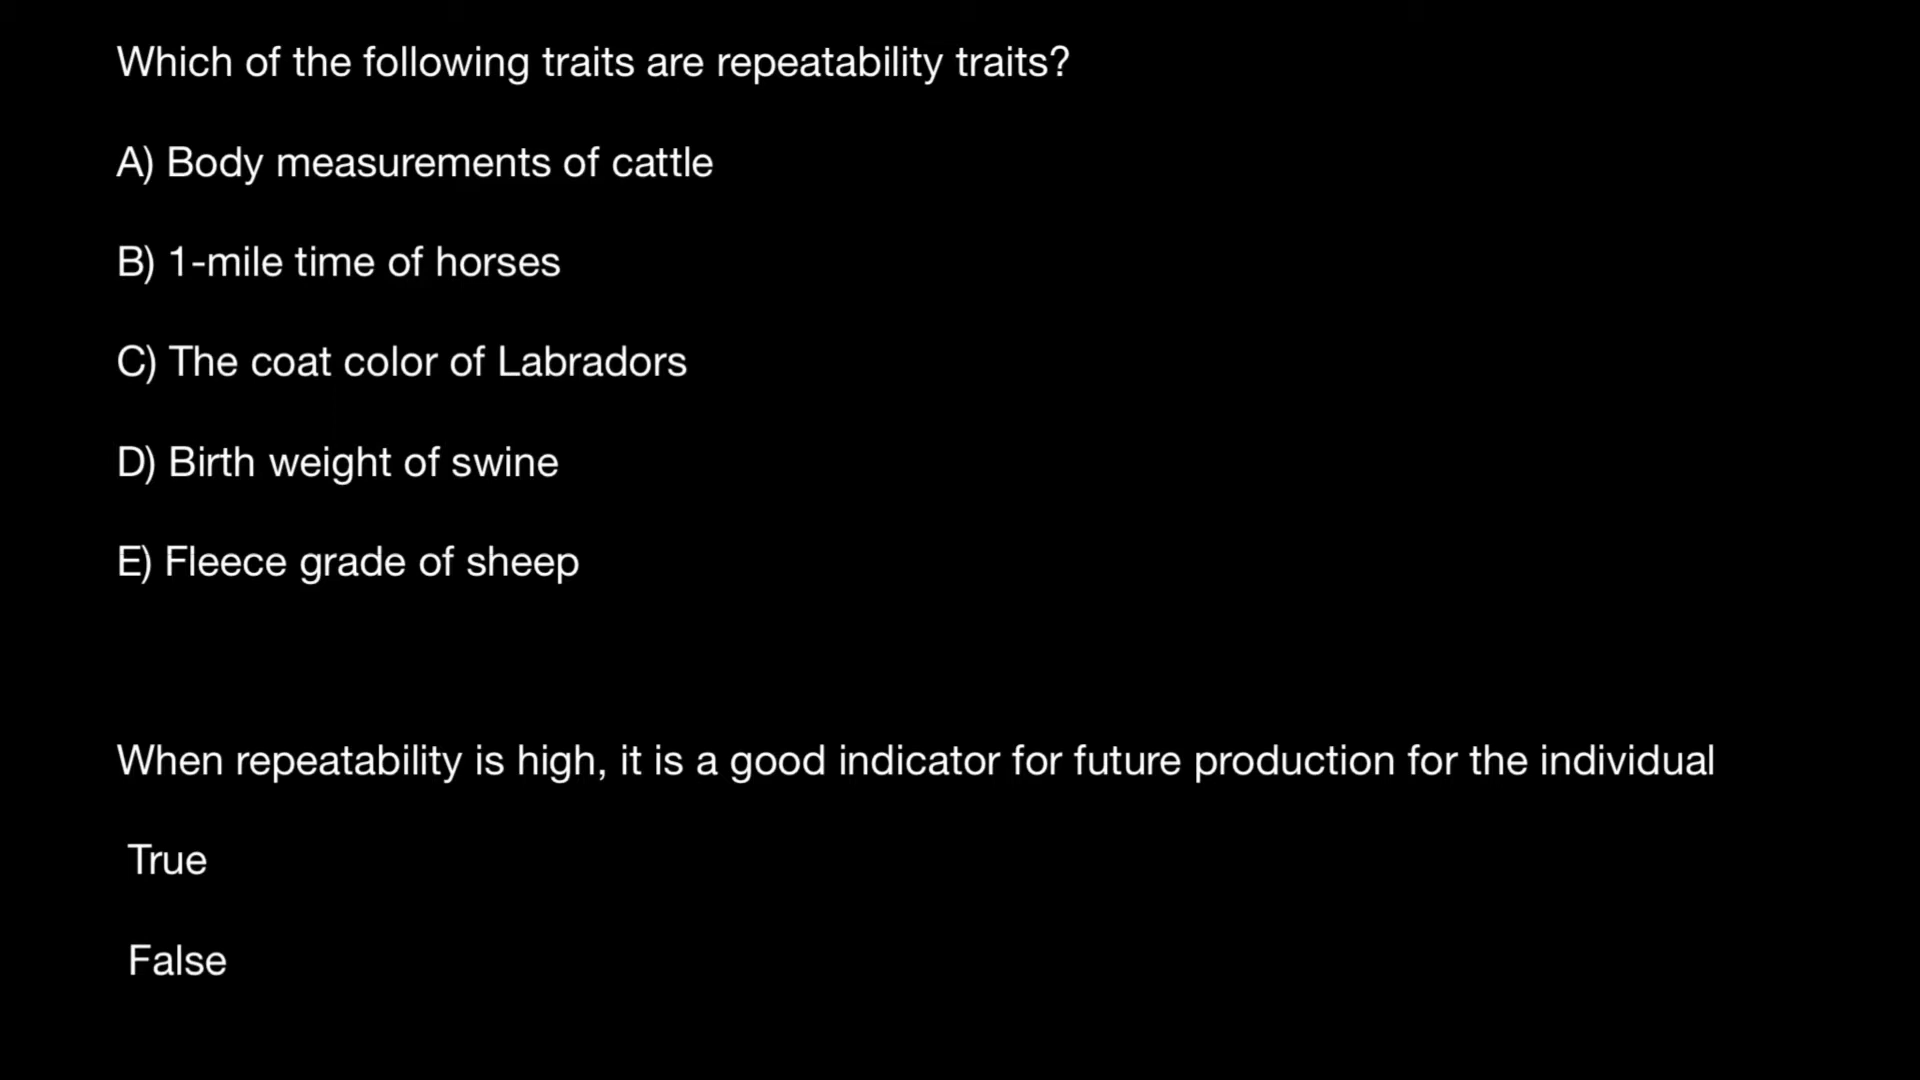 Which of the following traits are repeatability traits?
A) Body measurements of cattle
B) 1-mile time of horses
C) The coat color of Labradors
D) Birth weight of swine
E) Fleece grade of sheep
When repeatability is high, it is a good indicator for future production for the individual
True
False